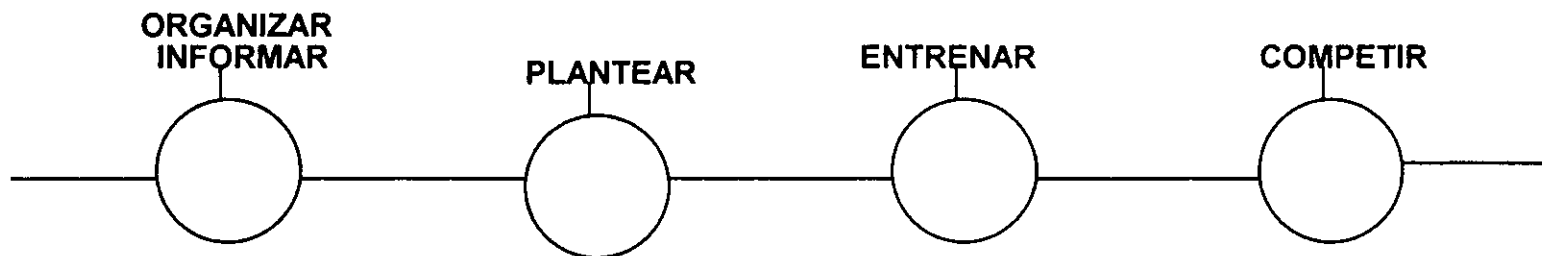 ORGANIZAR
INFORMAR
PLANTEAR
ENTRENAR
COMPETIR